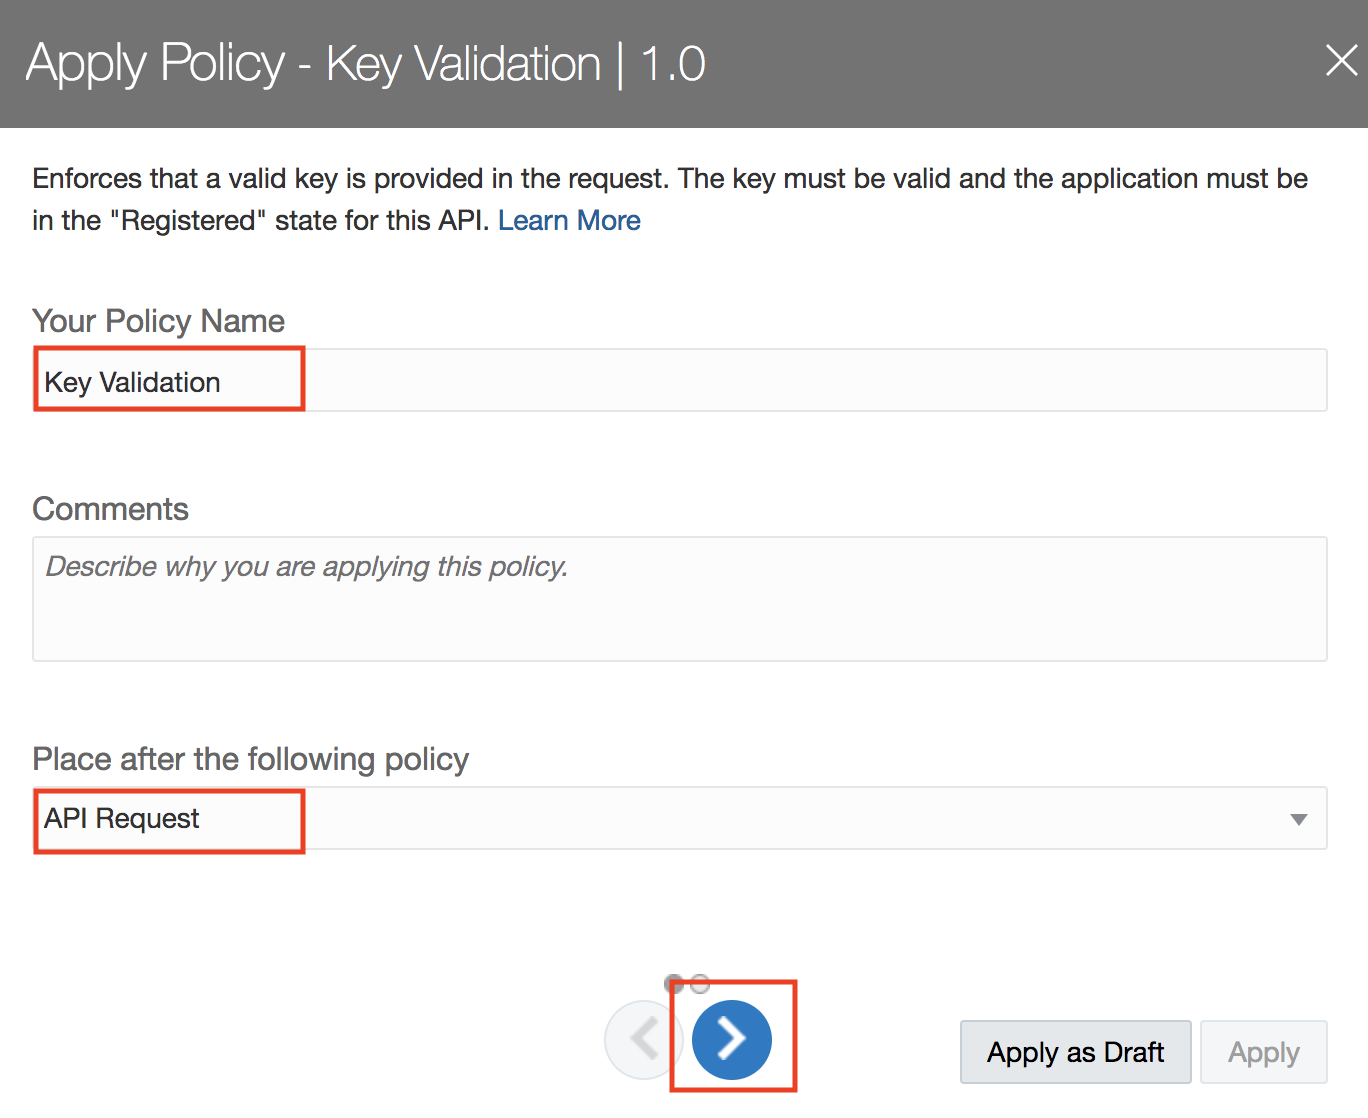 Apply Policy - Key Validation | 1.0
Enforces that a valid key is provided in the request. The key must be valid and the application must be
in the "Registered" state for this API. Learn More
Your Policy Name
Key Validation
Comments
Describe why you are applying this policy.
Place after the following policy
API Request
Apply as Draft
Apply